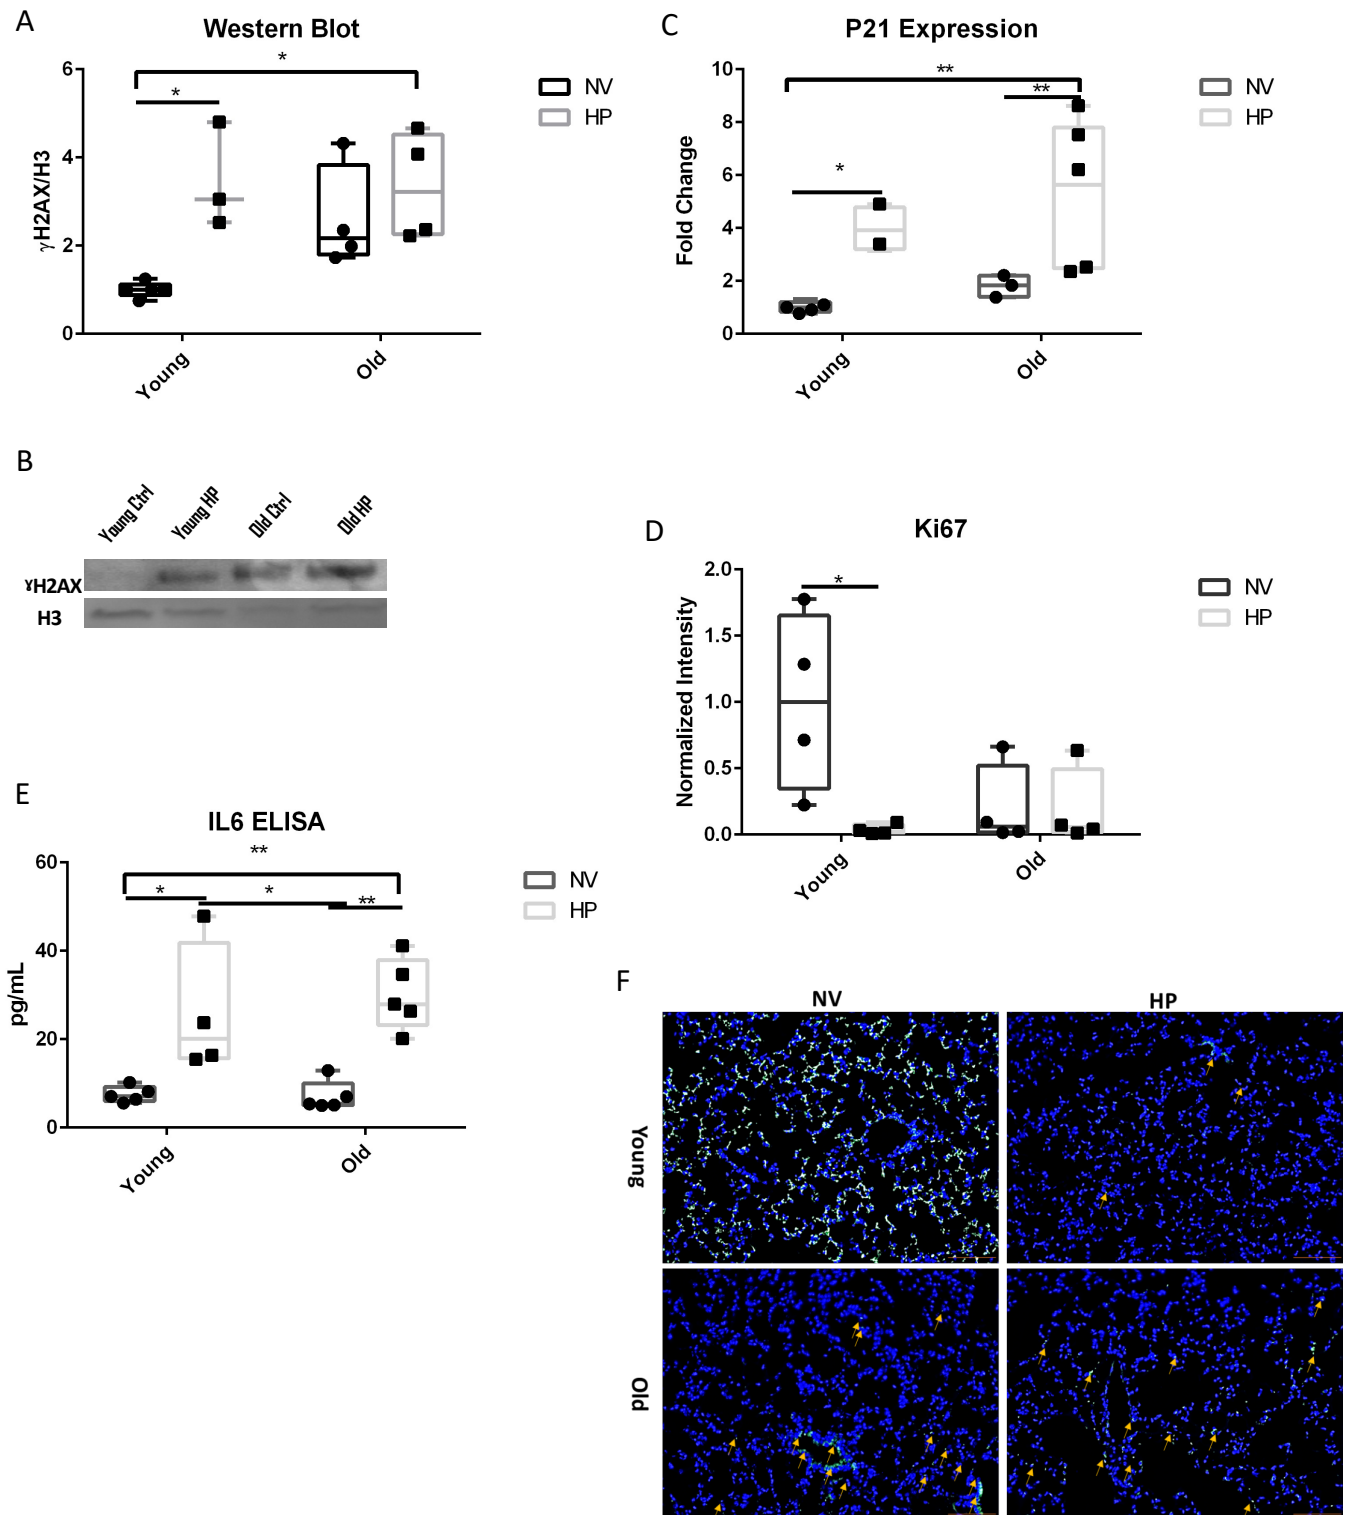 A
Western Blot
*
*
6
4
2
0
γH2AX/H3
Young
Old
NV
HP
C
P21 Expression
**
**
*
10
8
6
4
2
0
Fold Change
Young
Old
NV
HP
B
Young Ctrl
Young HP
Old Ctrl
Old HP
ɤH2AX
H3
D
Ki67
*
2.0
1.5
1.0
0.5
0.0
Normalized Intensity
Young
Old
NV
HP
E
IL6 ELISA
**
*
*
**
60
40
20
0
pg/mL
Young
Old
NV
HP
F
NV
HP
Young
Old